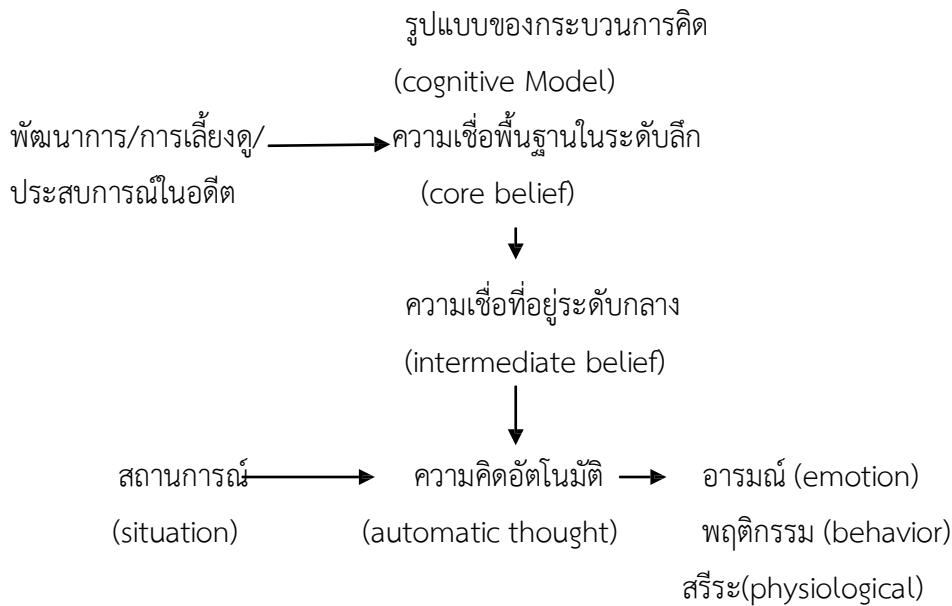 รูปแบบของกระบวนการคิด
(cognitive Model)
พัฒนาการ/การเลี้ยงดู/ ความเชื่อพื้นฐานในระดับลึก
ประสบการณ์ในอดีต (core belief)
ความเชื่อที่อยู่ระดับกลาง
(intermediate belief)
สถานการณ์ ความคิดอัตโนมัติ อารมณ์ (emotion)
(situation) (automatic thought) พฤติกรรม (behavior)
สรีระ(physiological)